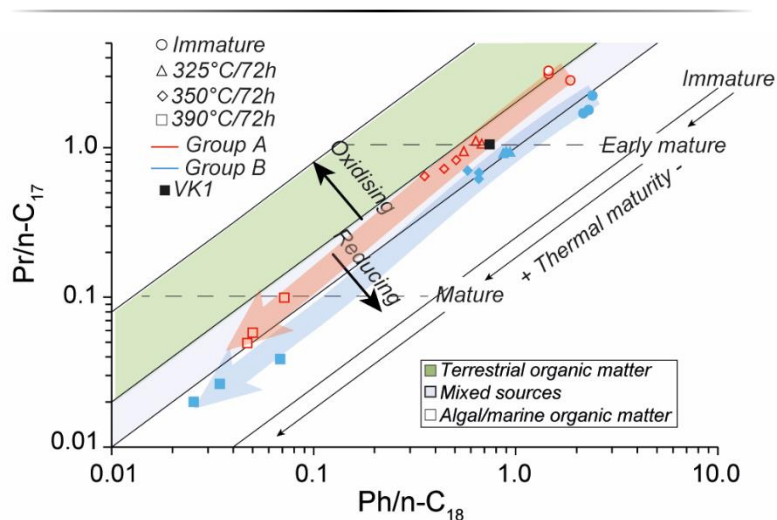 Immature
325°C/72h
350°C/72h
390°C/72h
Group A
Group B
VK1
Oxidising
Reducing
Immature
Early mature
Mature
+ Thermal maturity -
Terrestrial organic matter
Mixed sources
Algal/marine organic matter
Pr/n-C17
1.0
0.1
0.01
0.01
0.1
1.0
10.0
Ph/n-C18